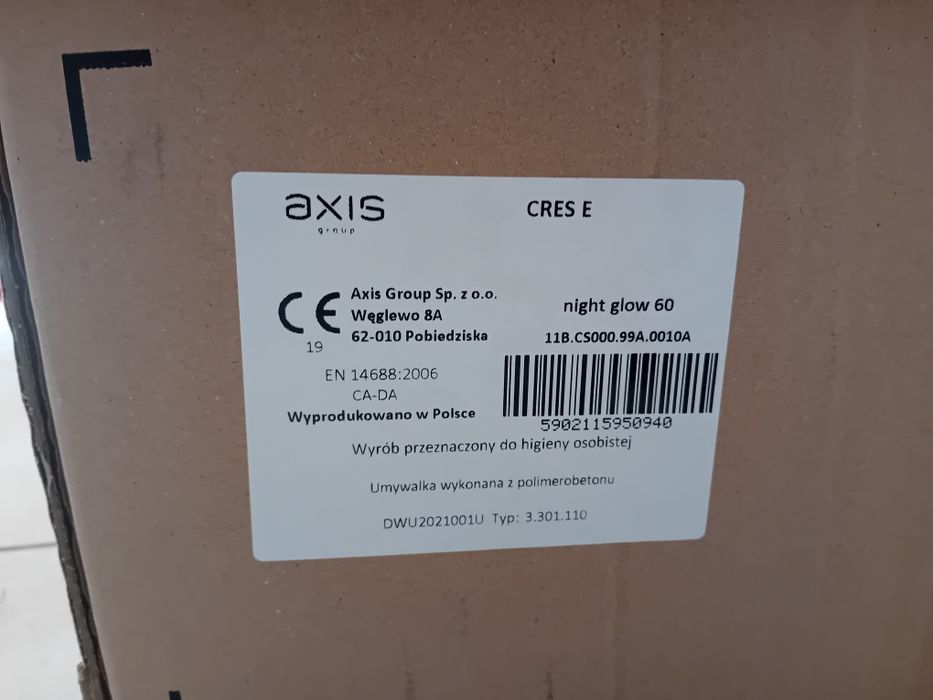 axis
group
CRES E
CE
19
Axis Group Sp. z o.o.
Węglewo 8A
62-010 Pobiedziska
night glow 60
11B.CS000.99A.0010A
EN 14688:2006
CA-DA
Wyprodukowano w Polsce
5902115950940
Wyrób przeznaczony do higieny osobistej
Umywalka wykonana z polimerobetonu
DWU2021001U Typ: 3.301.110